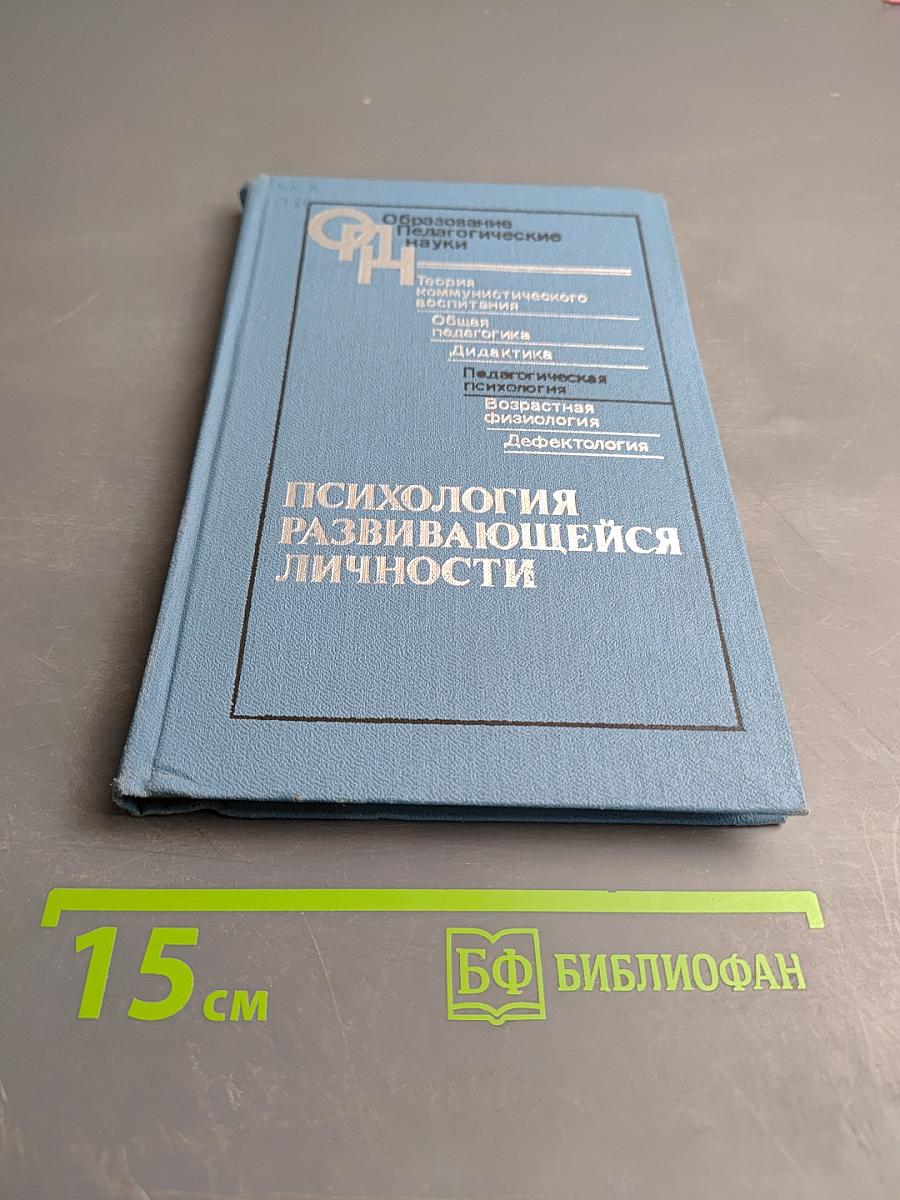 Образование
Педагогические
науки
ОПН
Теория
коммунистического
воспитания
Общая
педагогика
Дидактика
Педагогическая
психология
Возрастная
физиология
Дефектология
ПСИХОЛОГИЯ
РАЗВИВАЮЩЕЙСЯ
ЛИЧНОСТИ
15 см
БФ БИБЛИОФАН